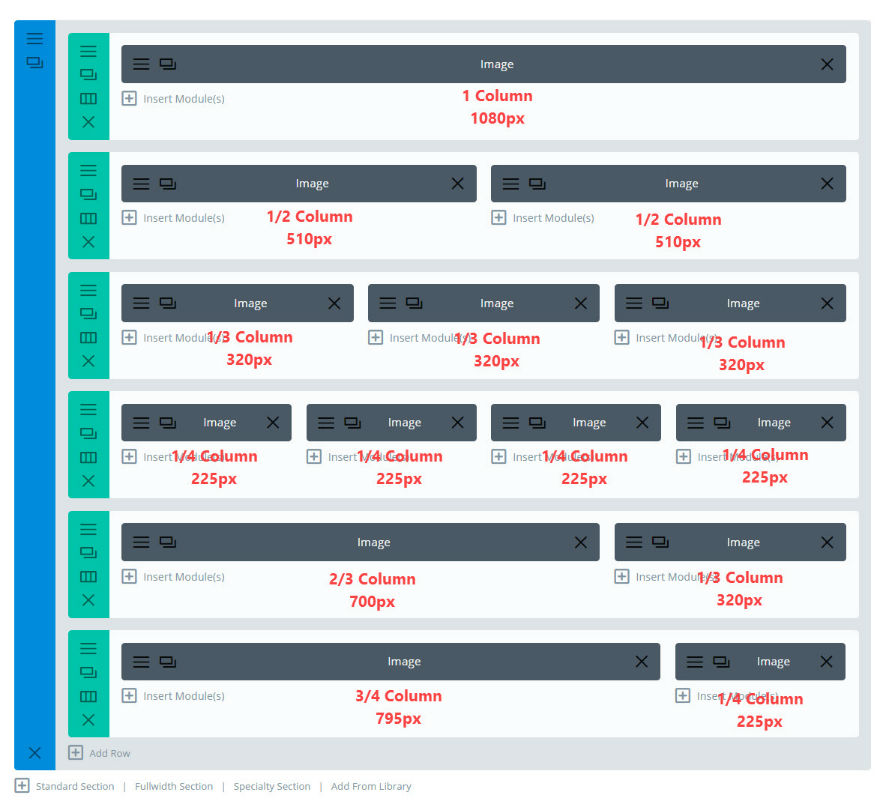 Image
Insert Module(s)
1 Column
1080px
Image Image
Insert Module(s) 1/2 Column Insert Module(s) 1/2 Column
510px 510px
Image Image Image
Insert Module(s) 1/3 Column Insert Module(s) 1/3 Column Insert Module(s) 1/3 Column
320px 320px 320px
Image Image Image Image
Insert Module(s) 1/4 Column Insert Module(s) 1/4 Column Insert Module(s) 1/4 Column Insert Module(s) 1/4 Column
225px 225px 225px 225px
Image Image
Insert Module(s) 2/3 Column Insert Module(s) 1/3 Column
700px 320px
Image Image
Insert Module(s) 3/4 Column Insert Module(s) 1/4 Column
795px 225px
Add Row
Standard Section | Fullwidth Section | Specialty Section | Add From Library